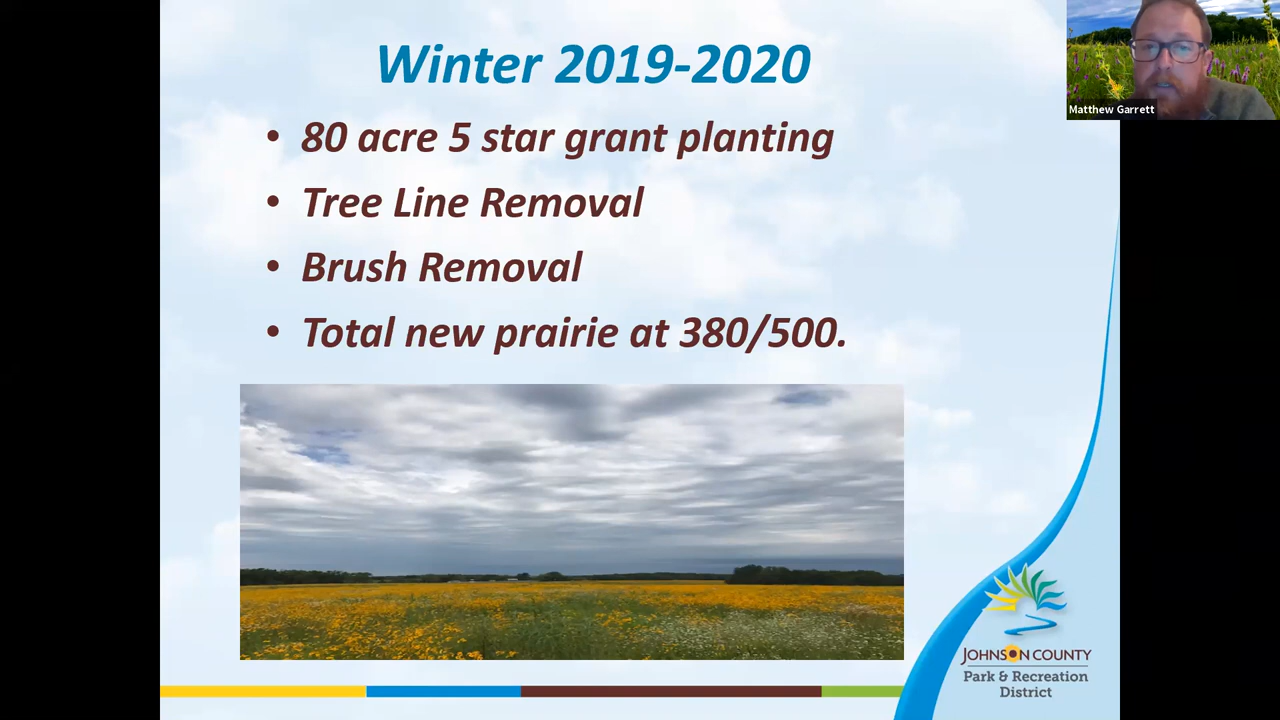 Winter 2019-2020
• 80 acre 5 star grant planting
• Tree Line Removal
• Brush Removal
• Total new prairie at 380/500.
Matthew Garrett
JOHNSON COUNTY
Park & Recreation
District